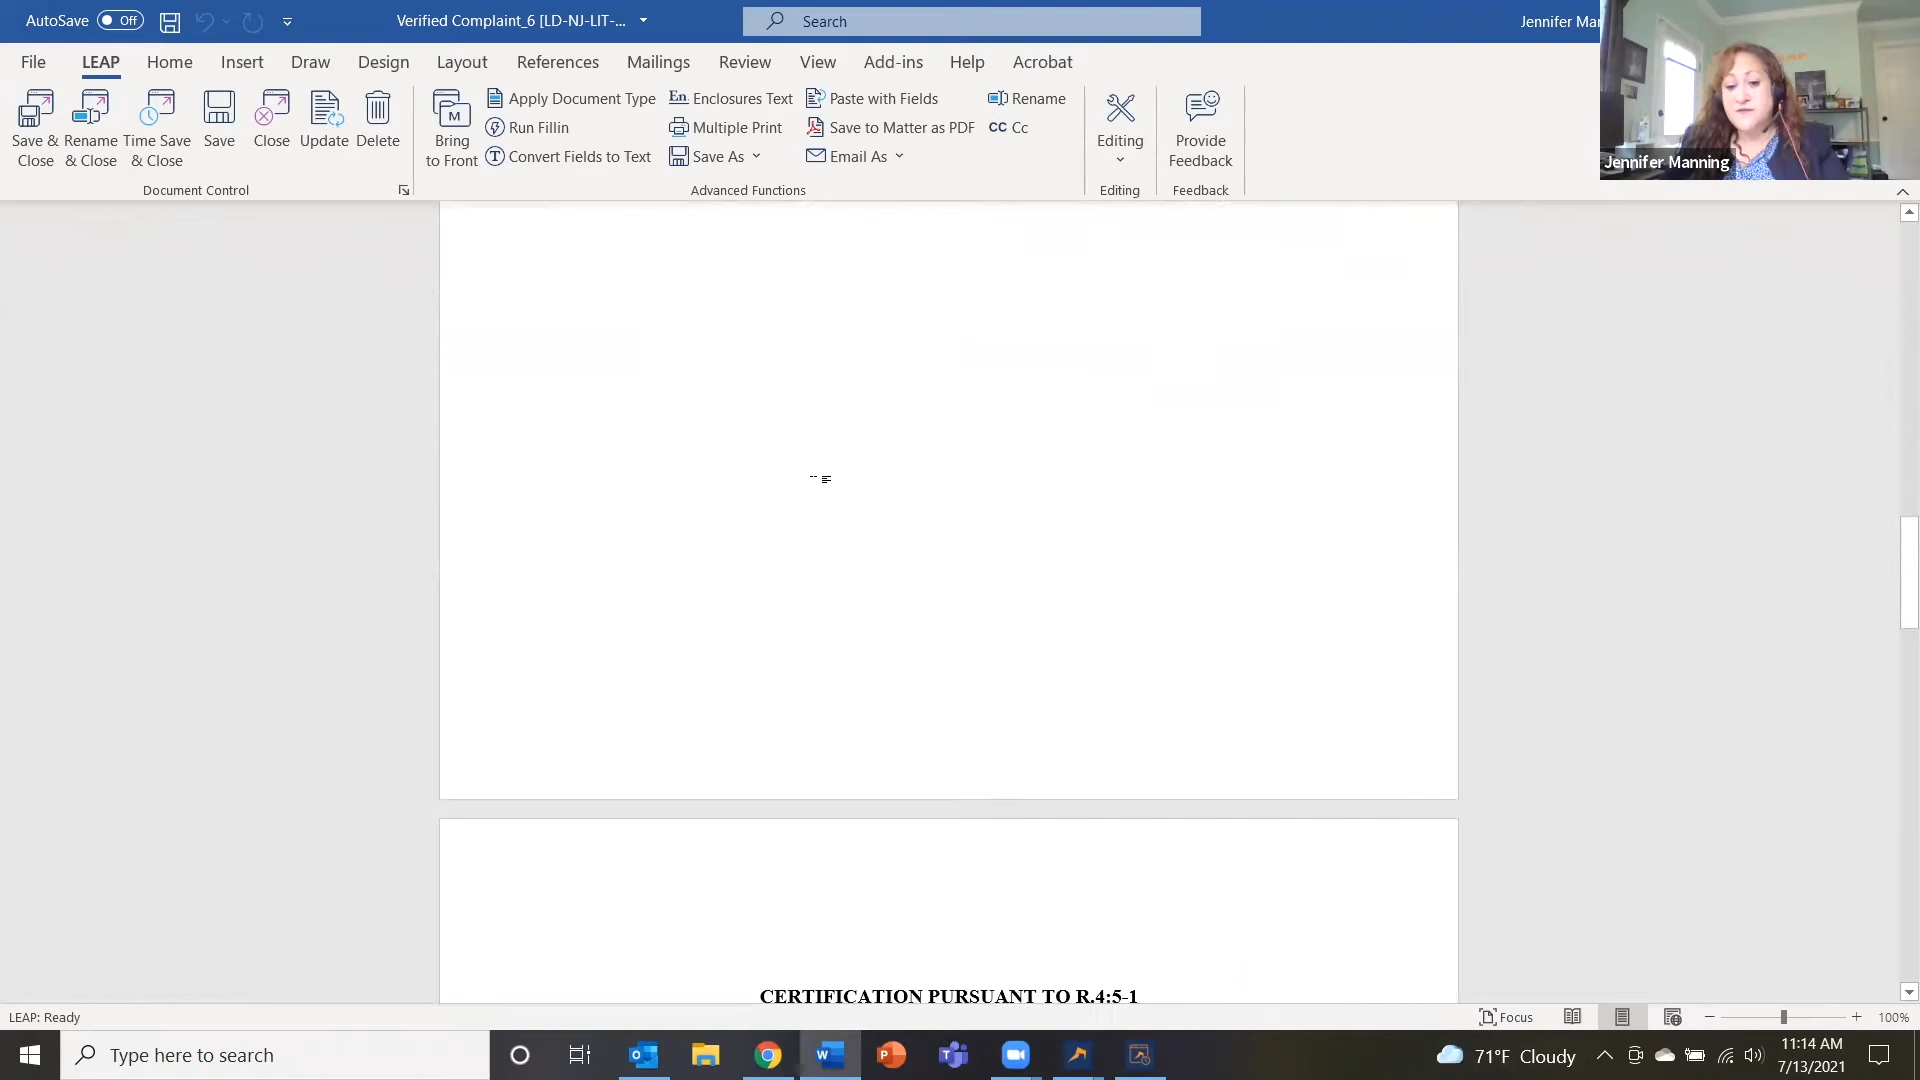 AutoSave Off Verified Complaint_6 [LD-NJ-LIT-... Search Jennifer Man
File LEAP Home Insert Draw Design Layout References Mailings Review View Add-ins Help Acrobat
Save & Close
Rename & Close
Time Save & Close
Save
Close
Update
Delete
Document Control
Bring to Front
Apply Document Type
Run Fillin
Convert Fields to Text
En Enclosures Text
Multiple Print
Save As
Paste with Fields
Save to Matter as PDF
Email As
Rename
CC Cc
Advanced Functions
Editing
Editing
Provide Feedback
Feedback
Jennifer Manning
CERTIFICATION PURSUANT TO R.4:5-1
LEAP: Ready
Focus
100%
Type here to search
71°F Cloudy
11:14 AM
7/13/2021